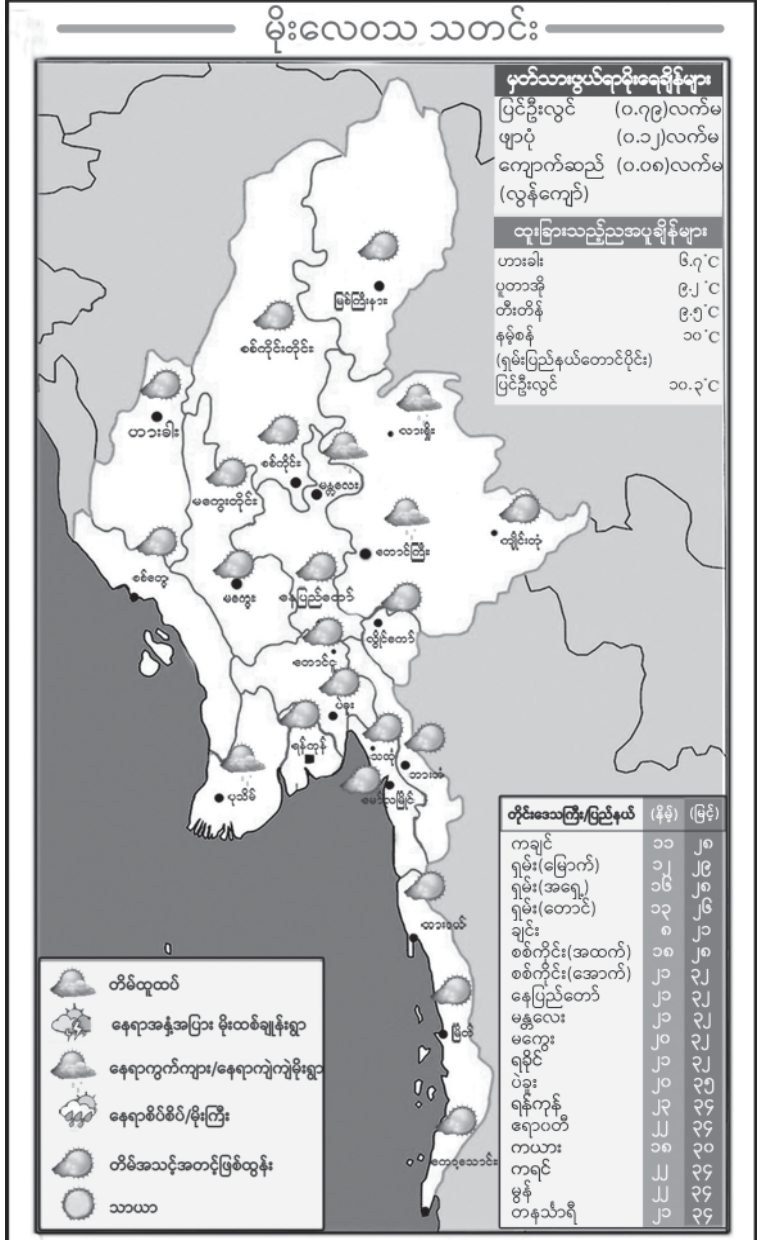 မိုးလေဝသ သတင်း
မှတ်သားဖွယ်ရာမိုးရေချိန်များ
ပြင်ဦးလွင် (၀.၇၉)လက်မ
ဖျာပုံ (၀.၁၂)လက်မ
ကျောက်ဆည် (၀.၀၈)လက်မ
(လွန်ကျော်)
ထူးခြားသည့်ညအပူချိန်များ
ဟားခါး ၆.၇°C
ပူတာအို ၉.၂°C
တီးတိန် ၉.၅°C
နမ့်စန် ၁၀°C
(ရှမ်းပြည်နယ်တောင်ပိုင်း)
ပြင်ဦးလွင် ၁၀.၃°C
မြစ်ကြီးနား
စစ်ကိုင်းတိုင်း
ဟားခါး
လားရှိုး
စစ်ကိုင်း
မန္တလေး
မကွေးတိုင်း
ကျိုင်းတုံ
တောင်ကြီး
စစ်တွေ
မကွေး
နေပြည်တော်
လွိုင်ကော်
တောင်ငူ
ပဲခူး
ရန်ကုန်
သထုံ
ဘားအံ
ပုသိမ်
မော်လမြိုင်
ထားဝယ်
မြိတ်
ကော့သောင်း
တိမ်ထူထပ်
နေရာအနှံ့အပြား မိုးထစ်ချုန်းရွာ
နေရာကွက်ကျား/နေရာကျဲကျဲမိုးရွာ
နေရာစိပ်စိပ်/မိုးကြီး
တိမ်အသင့်အတင့်ဖြစ်ထွန်း
သာယာ
တိုင်းဒေသကြီး/ပြည်နယ် (နိမ့်) (မြင့်)
ကချင် ၁၁ ၂၈
ရှမ်း(မြောက်) ၁၂ ၂၉
ရှမ်း(အရှေ့) ၁၆ ၂၈
ရှမ်း(တောင်) ၁၃ ၂၆
ချင်း ၈ ၂၁
စစ်ကိုင်း(အထက်) ၁၈ ၂၈
စစ်ကိုင်း(အောက်) ၂၁ ၃၂
နေပြည်တော် ၂၁ ၃၂
မန္တလေး ၂၁ ၃၂
မကွေး ၂၀ ၃၂
ရခိုင် ၂၁ ၃၂
ပဲခူး ၂၀ ၃၅
ရန်ကုန် ၂၃ ၃၄
ဧရာဝတီ ၂၂ ၃၄
ကယား ၁၈ ၃၀
ကရင် ၂၂ ၃၄
မွန် ၂၂ ၃၄
တနင်္သာရီ ၂၁ ၃၄